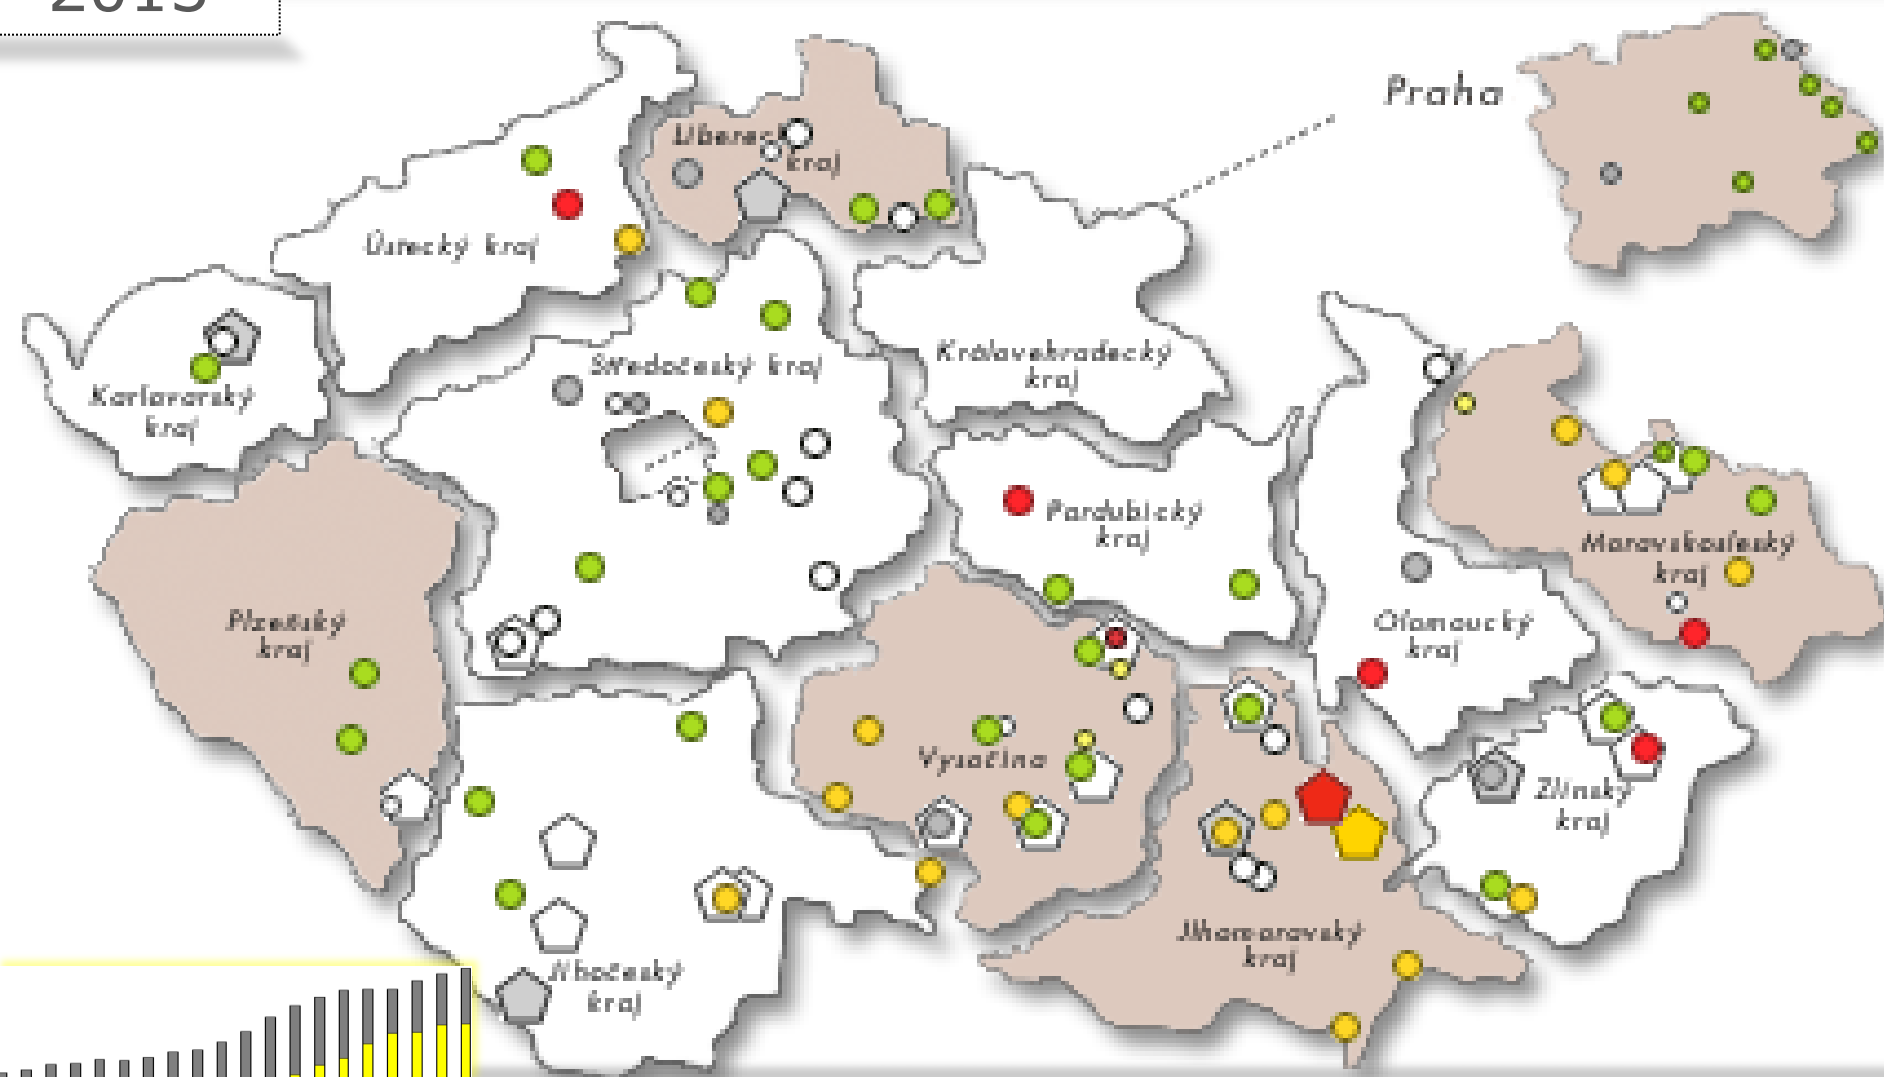 2015
Praha
Liberecký
kraj
Ústecký kraj
Karlovarský
kraj
Středočeský kraj
Královehradecký
kraj
Pardubický
kraj
Moravskoslezský
kraj
Olomoucký
kraj
Plzeňský
kraj
Vysočina
Zlínský
kraj
Jihomoravský
kraj
Jihočeský
kraj